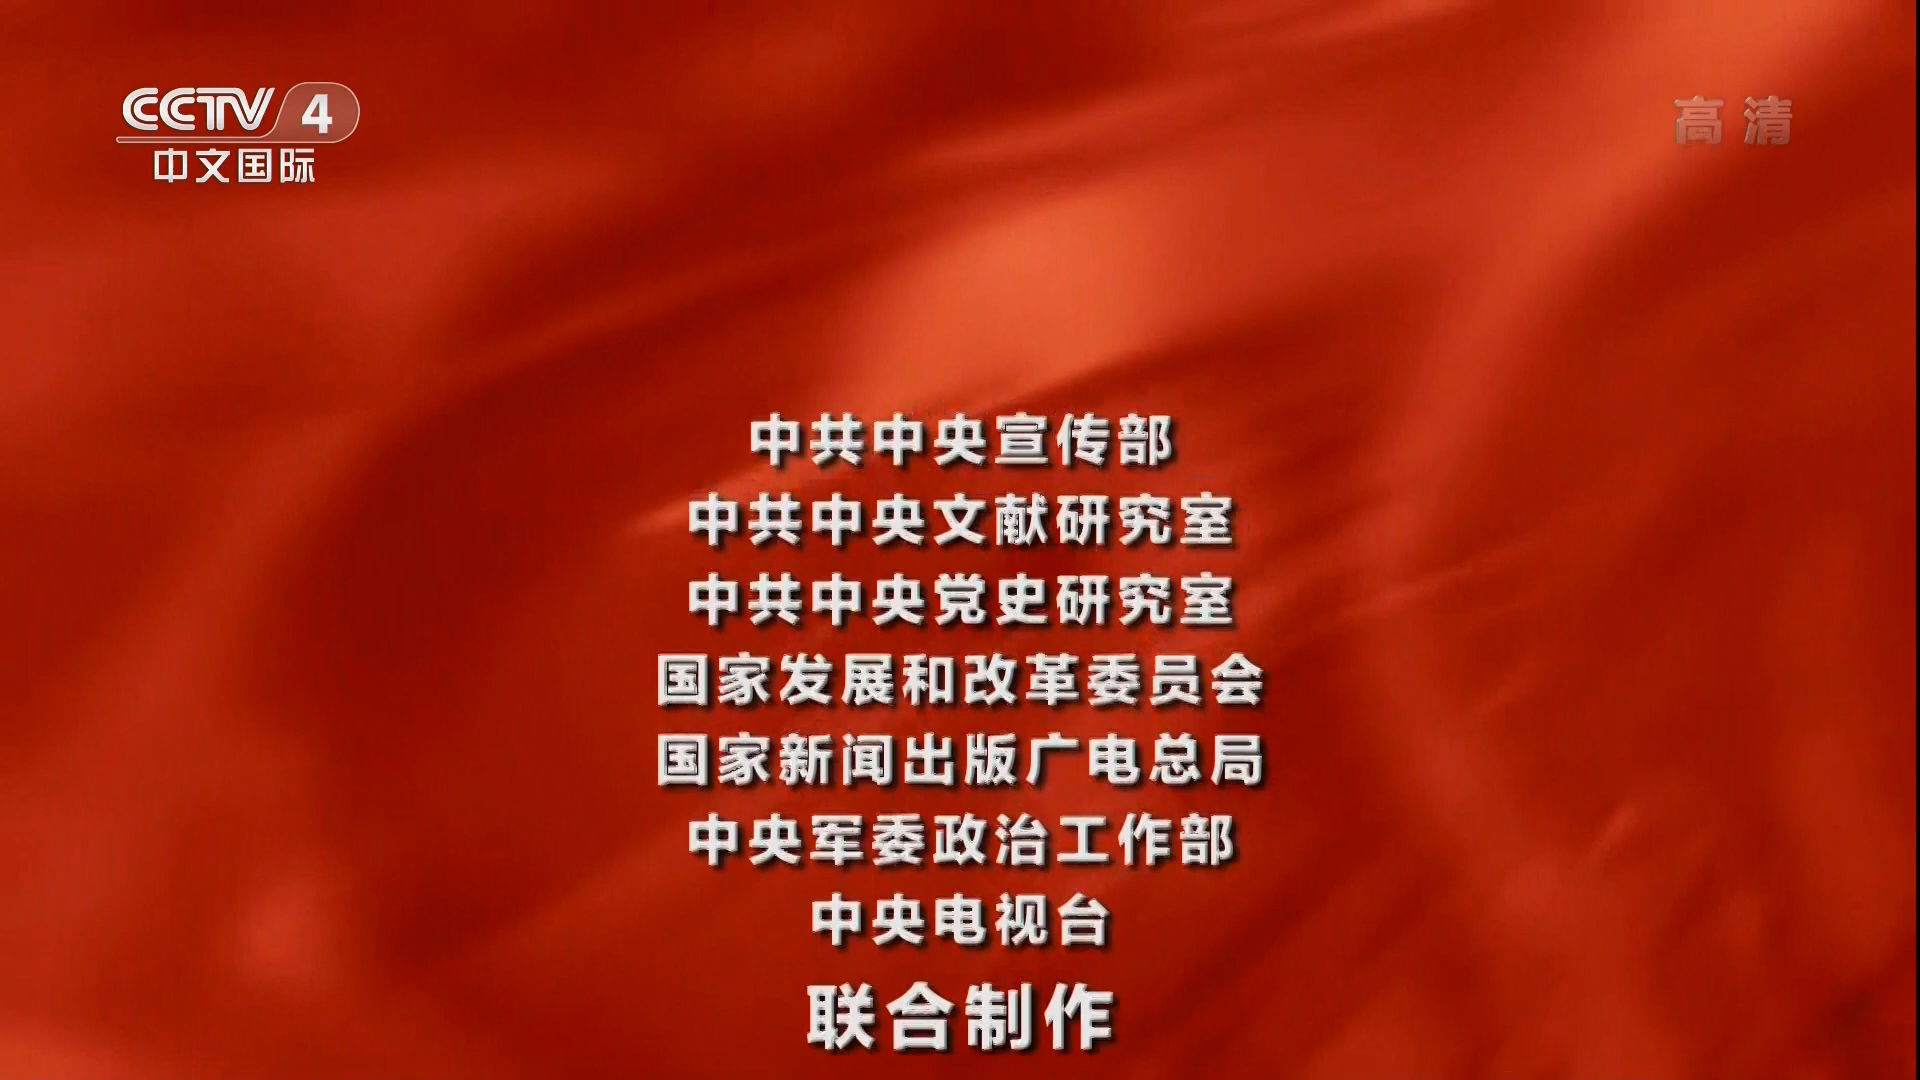 CCTV 4
中文国际
高清
中共中央宣传部
中共中央文献研究室
中共中央党史研究室
国家发展和改革委员会
国家新闻出版广电总局
中央军委政治工作部
中央电视台
联合制作